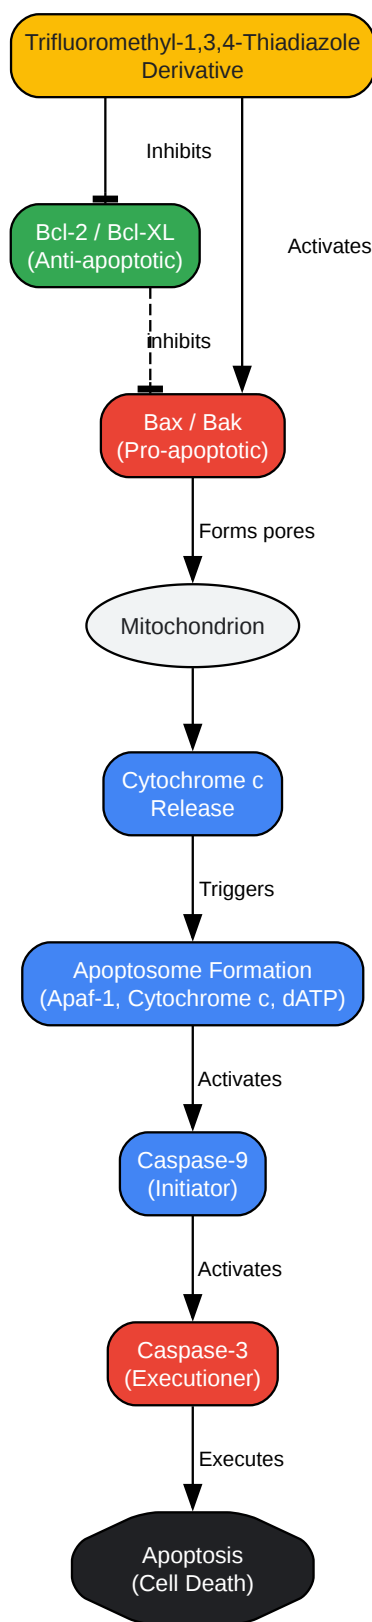 Trifluoromethyl-1,3,4-Thiadiazole
Derivative
Inhibits
Activates
Bcl-2 / Bcl-XL
(Anti-apoptotic)
inhibits
Bax / Bak
(Pro-apoptotic)
Forms pores
Mitochondrion
Cytochrome c
Release
Triggers
Apoptosome Formation
(Apaf-1, Cytochrome c, dATP)
Activates
Caspase-9
(Initiator)
Activates
Caspase-3
(Executioner)
Executes
Apoptosis
(Cell Death)